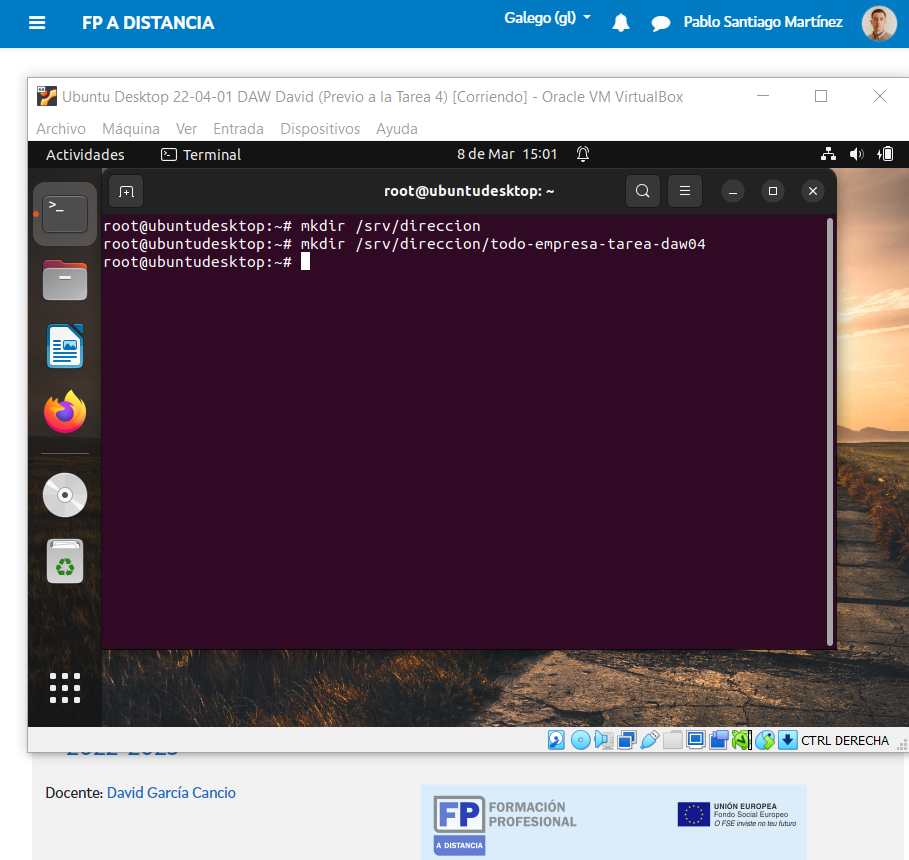 FP A DISTANCIA
Galego (gl)
Pablo Santiago Martínez
Ubuntu Desktop 22-04-01 DAW David (Previo a la Tarea 4) [Corriendo] - Oracle VM VirtualBox
Archivo Máquina Ver Entrada Dispositivos Ayuda
Actividades
Terminal
8 de Mar 15:01
root@ubuntudesktop: ~
root@ubuntudesktop:~# mkdir /srv/direccion
root@ubuntudesktop:~# mkdir /srv/direccion/todo-empresa-tarea-daw04
root@ubuntudesktop:~#
CTRL DERECHA
Docente: David García Cancio
FP
A DISTANCIA
FORMACIÓN
PROFESIONAL
UNIÓN EUROPEA
Fondo Social Europeo
O FSE inviste no teu futuro